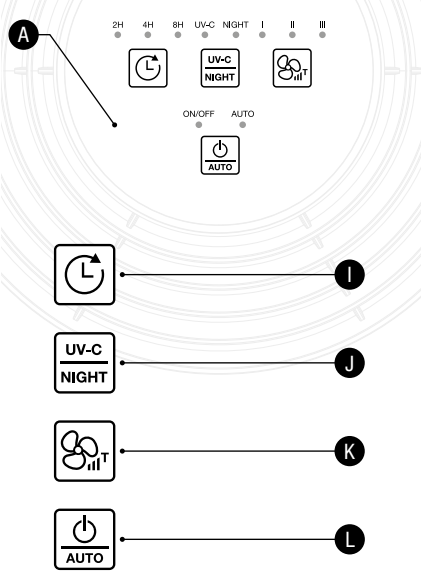 A
2H 4H 8H UV-C NIGHT I II III
UV-C
NIGHT
T
ON/OFF AUTO
AUTO
I
UV-C
NIGHT
J
T
K
AUTO
L